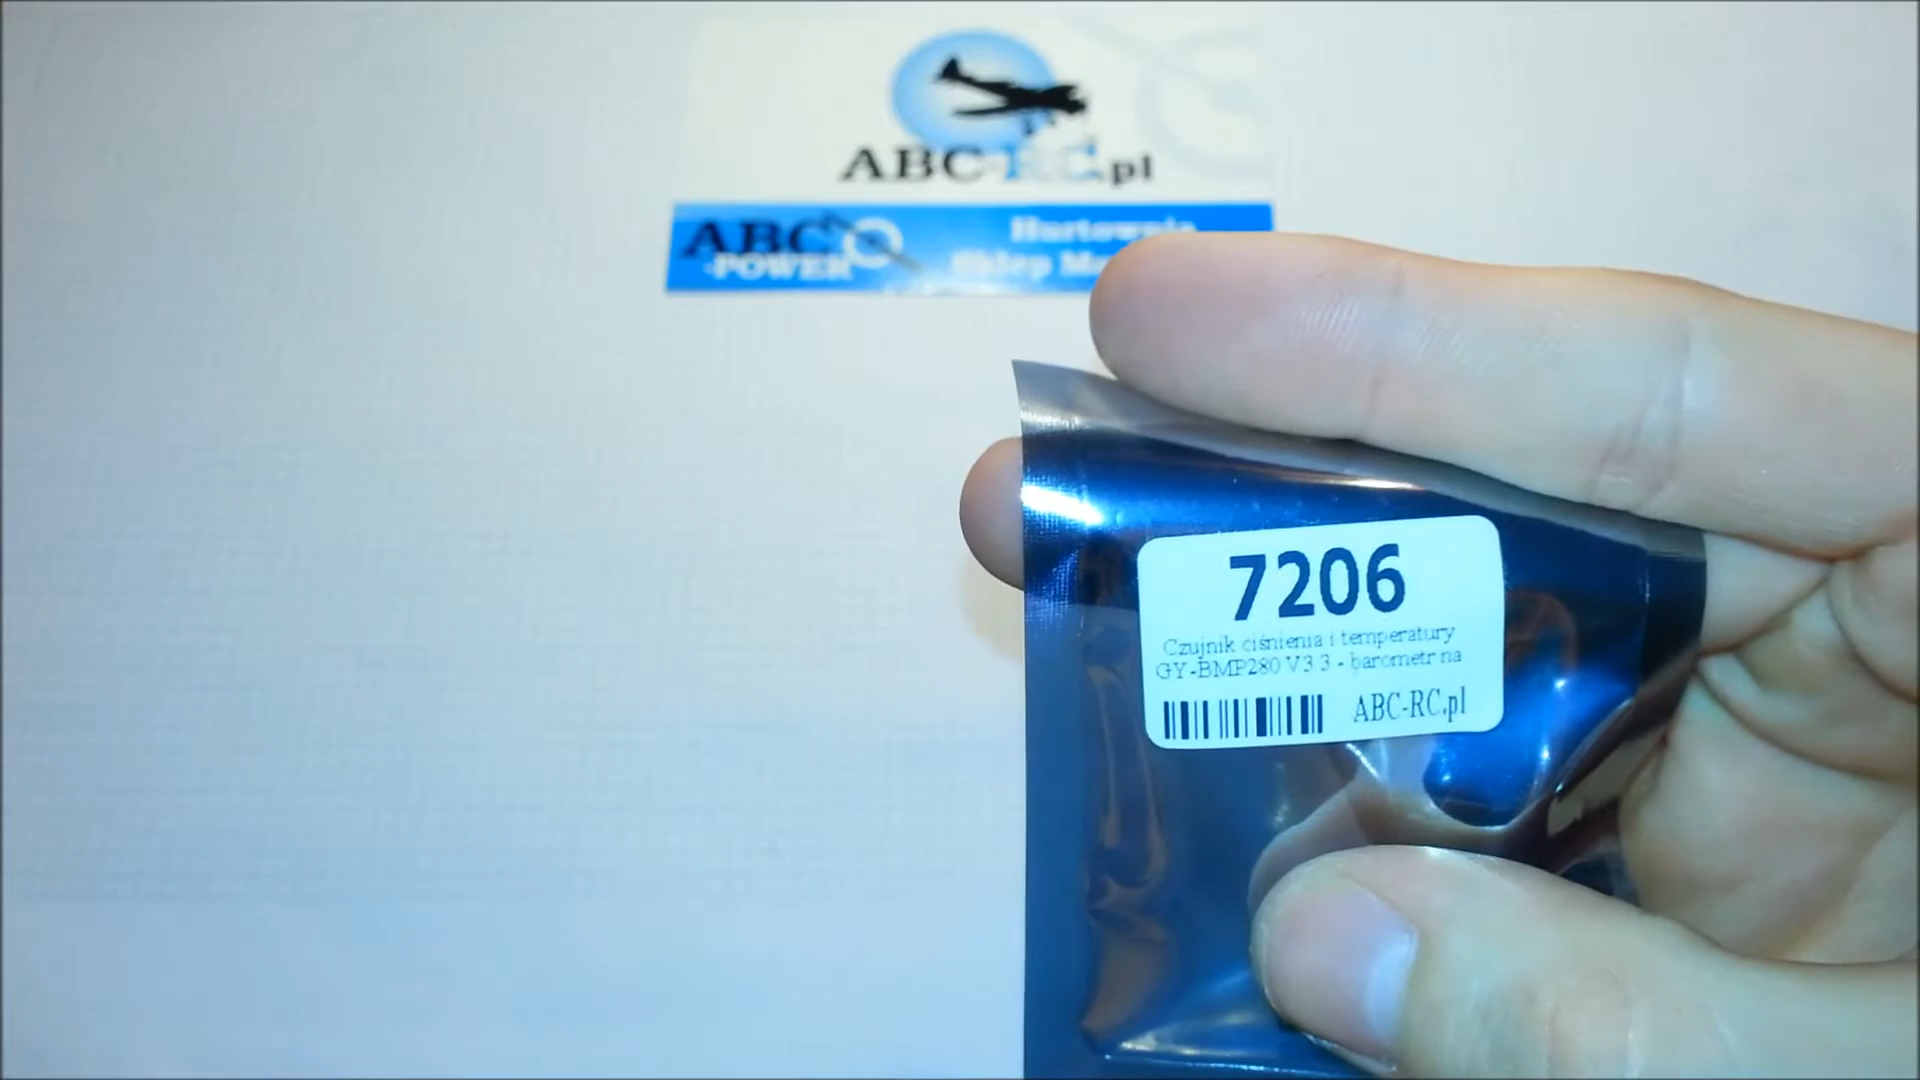 ABC-RC.pl
ABC
-POWER
Hurtownia
Sklep
7206
Czujnik ciśnienia i temperatury
GY-BMP280 V3.3 - barometr na
ABC-RC.pl